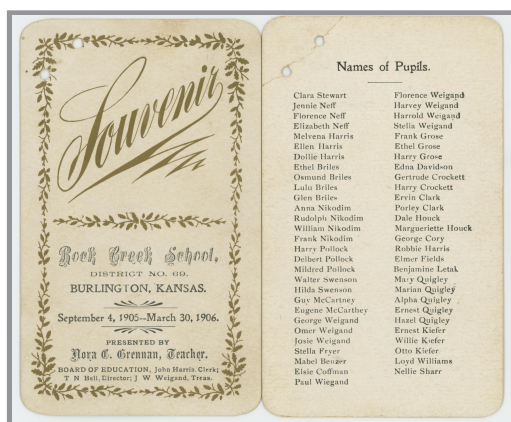 Souvenir
Rock Creek School.
DISTRICT NO. 69.
BURLINGTON, KANSAS.
September 4, 1905--March 30, 1906.
PRESENTED BY
Nora C. Grennan, Teacher.
BOARD OF EDUCATION, John Harris, Clerk;
T N Bell, Director; J W Weigand, Treas.
Names of Pupils.
Clara Stewart
Jennie Neff
Florence Neff
Elizabeth Neff
Melvena Harris
Ellen Harris
Dollie Harris
Ethel Briles
Osmund Briles
Lulu Briles
Glen Briles
Anna Nikodim
Rudolph Nikodim
William Nikodim
Frank Nikodim
Harry Pollock
Delbert Pollock
Mildred Pollock
Walter Swenson
Hilda Swenson
Guy McCartney
Eugene McCarthey
George Weigand
Omer Weigand
Josie Weigand
Stella Fryer
Mabel Benzer
Elsie Coffman
Paul Wiegand
Florence Weigand
Harvey Weigand
Harrold Weigand
Stella Weigand
Frank Grose
Ethel Grose
Harry Grose
Edna Davidson
Gertrude Crockett
Harry Crockett
Ervin Clark
Porley Clark
Dale Houck
Margueriette Houck
George Cory
Robbie Harris
Elmer Fields
Benjamine Letak
Mary Quigley
Marian Quigley
Alpha Quigley
Ernest Quigley
Hazel Quigley
Ernest Kiefer
Willie Kiefer
Otto Kiefer
Loyd Williams
Nellie Sharr